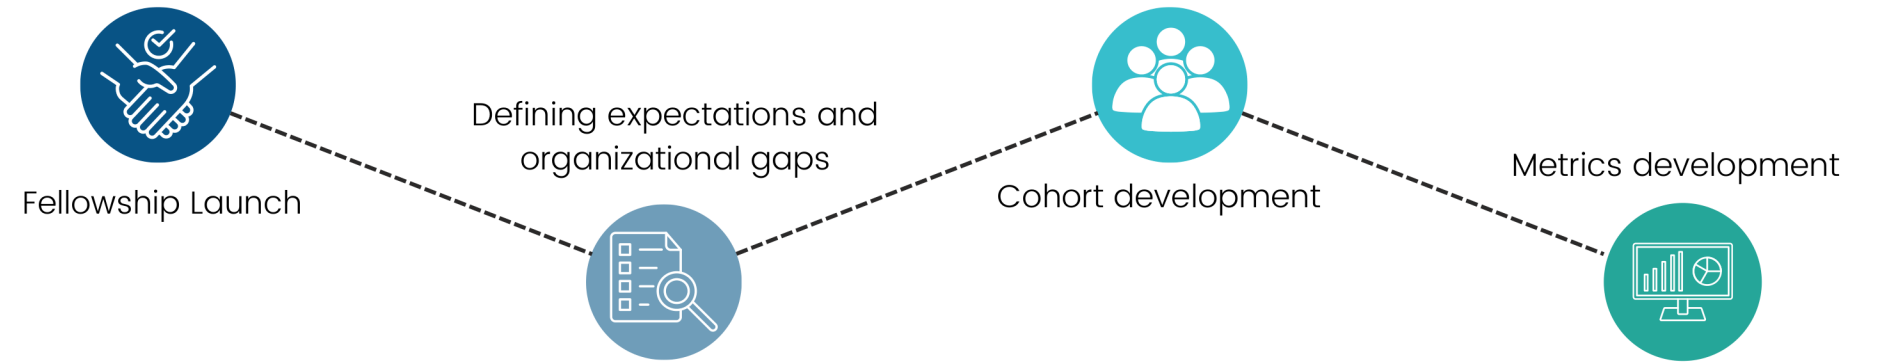 Fellowship Launch
Defining expectations and
organizational gaps
Cohort development
Metrics development